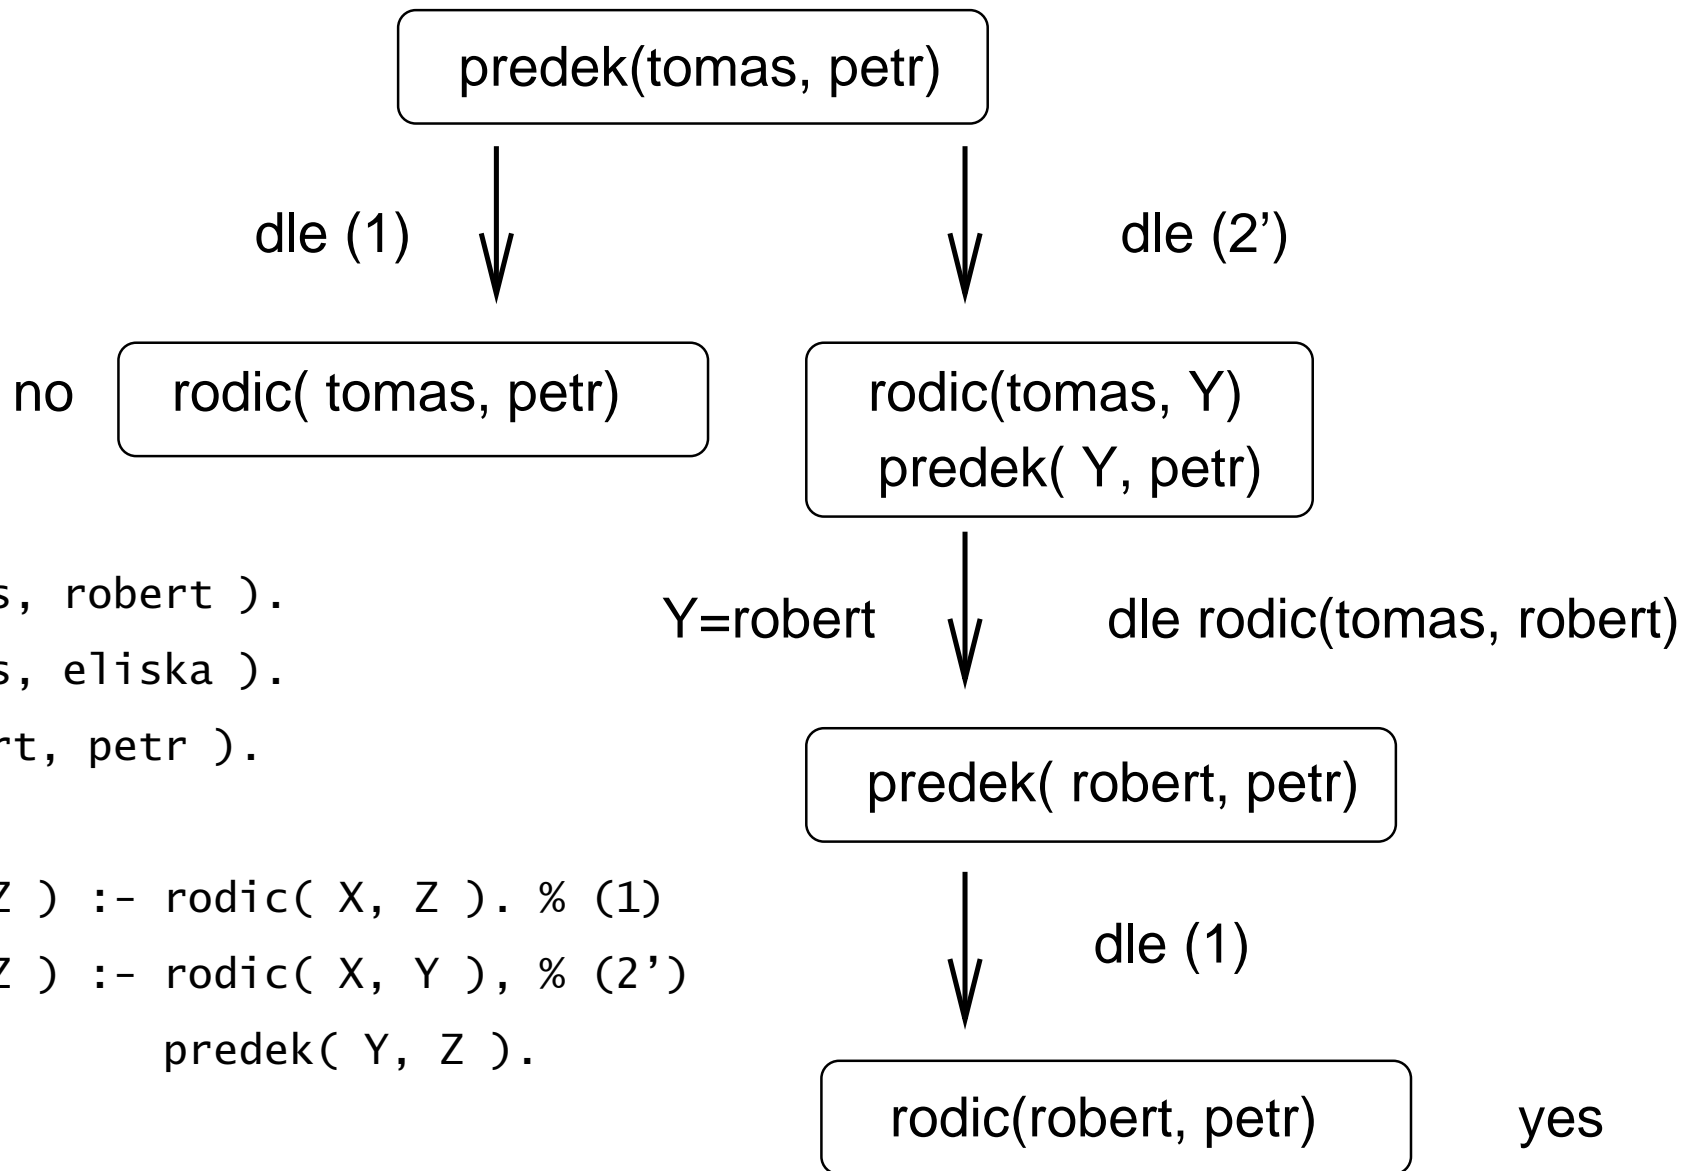 predek(tomas, petr)
dle (1)
dle (2’)
no
rodic( tomas, petr)
rodic(tomas, Y)
predek( Y, petr)
s, robert ).
s, eliska ).
rt, petr ).
Y=robert
dle rodic(tomas, robert)
predek( robert, petr)
Z ) :- rodic( X, Z ). % (1)
Z ) :- rodic( X, Y ), % (2’)
predek( Y, Z ).
dle (1)
rodic(robert, petr)
yes